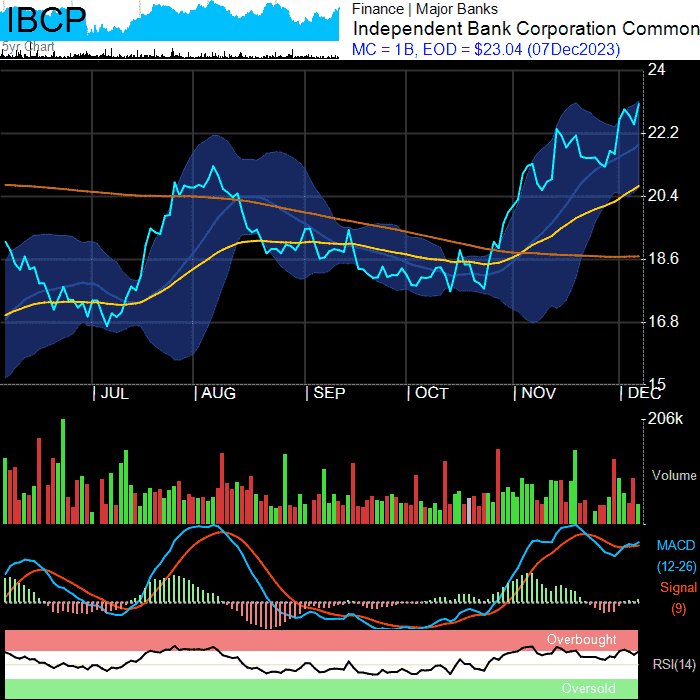 IBCP
5yr Chart
Finance | Major Banks
Independent Bank Corporation Common
MC = 1B, EOD = $23.04 (07Dec2023)
24
22.2
20.4
18.6
16.8
15
| JUL | AUG | SEP | OCT | NOV | DEC
206k
Volume
MACD
(12-26)
Signal
(9)
Overbought
RSI(14)
Oversold